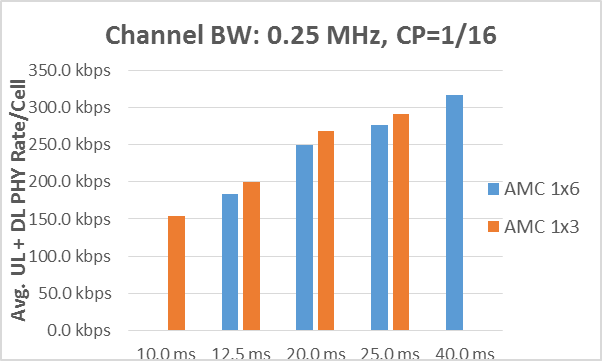 Channel BW: 0.25 MHz, CP=1/16
Avg. UL + DL PHY Rate/Cell
350.0 kbps
300.0 kbps
250.0 kbps
200.0 kbps
150.0 kbps
100.0 kbps
50.0 kbps
0.0 kbps
10.0 ms 12.5 ms 20.0 ms 25.0 ms 40.0 ms
AMC 1x6
AMC 1x3